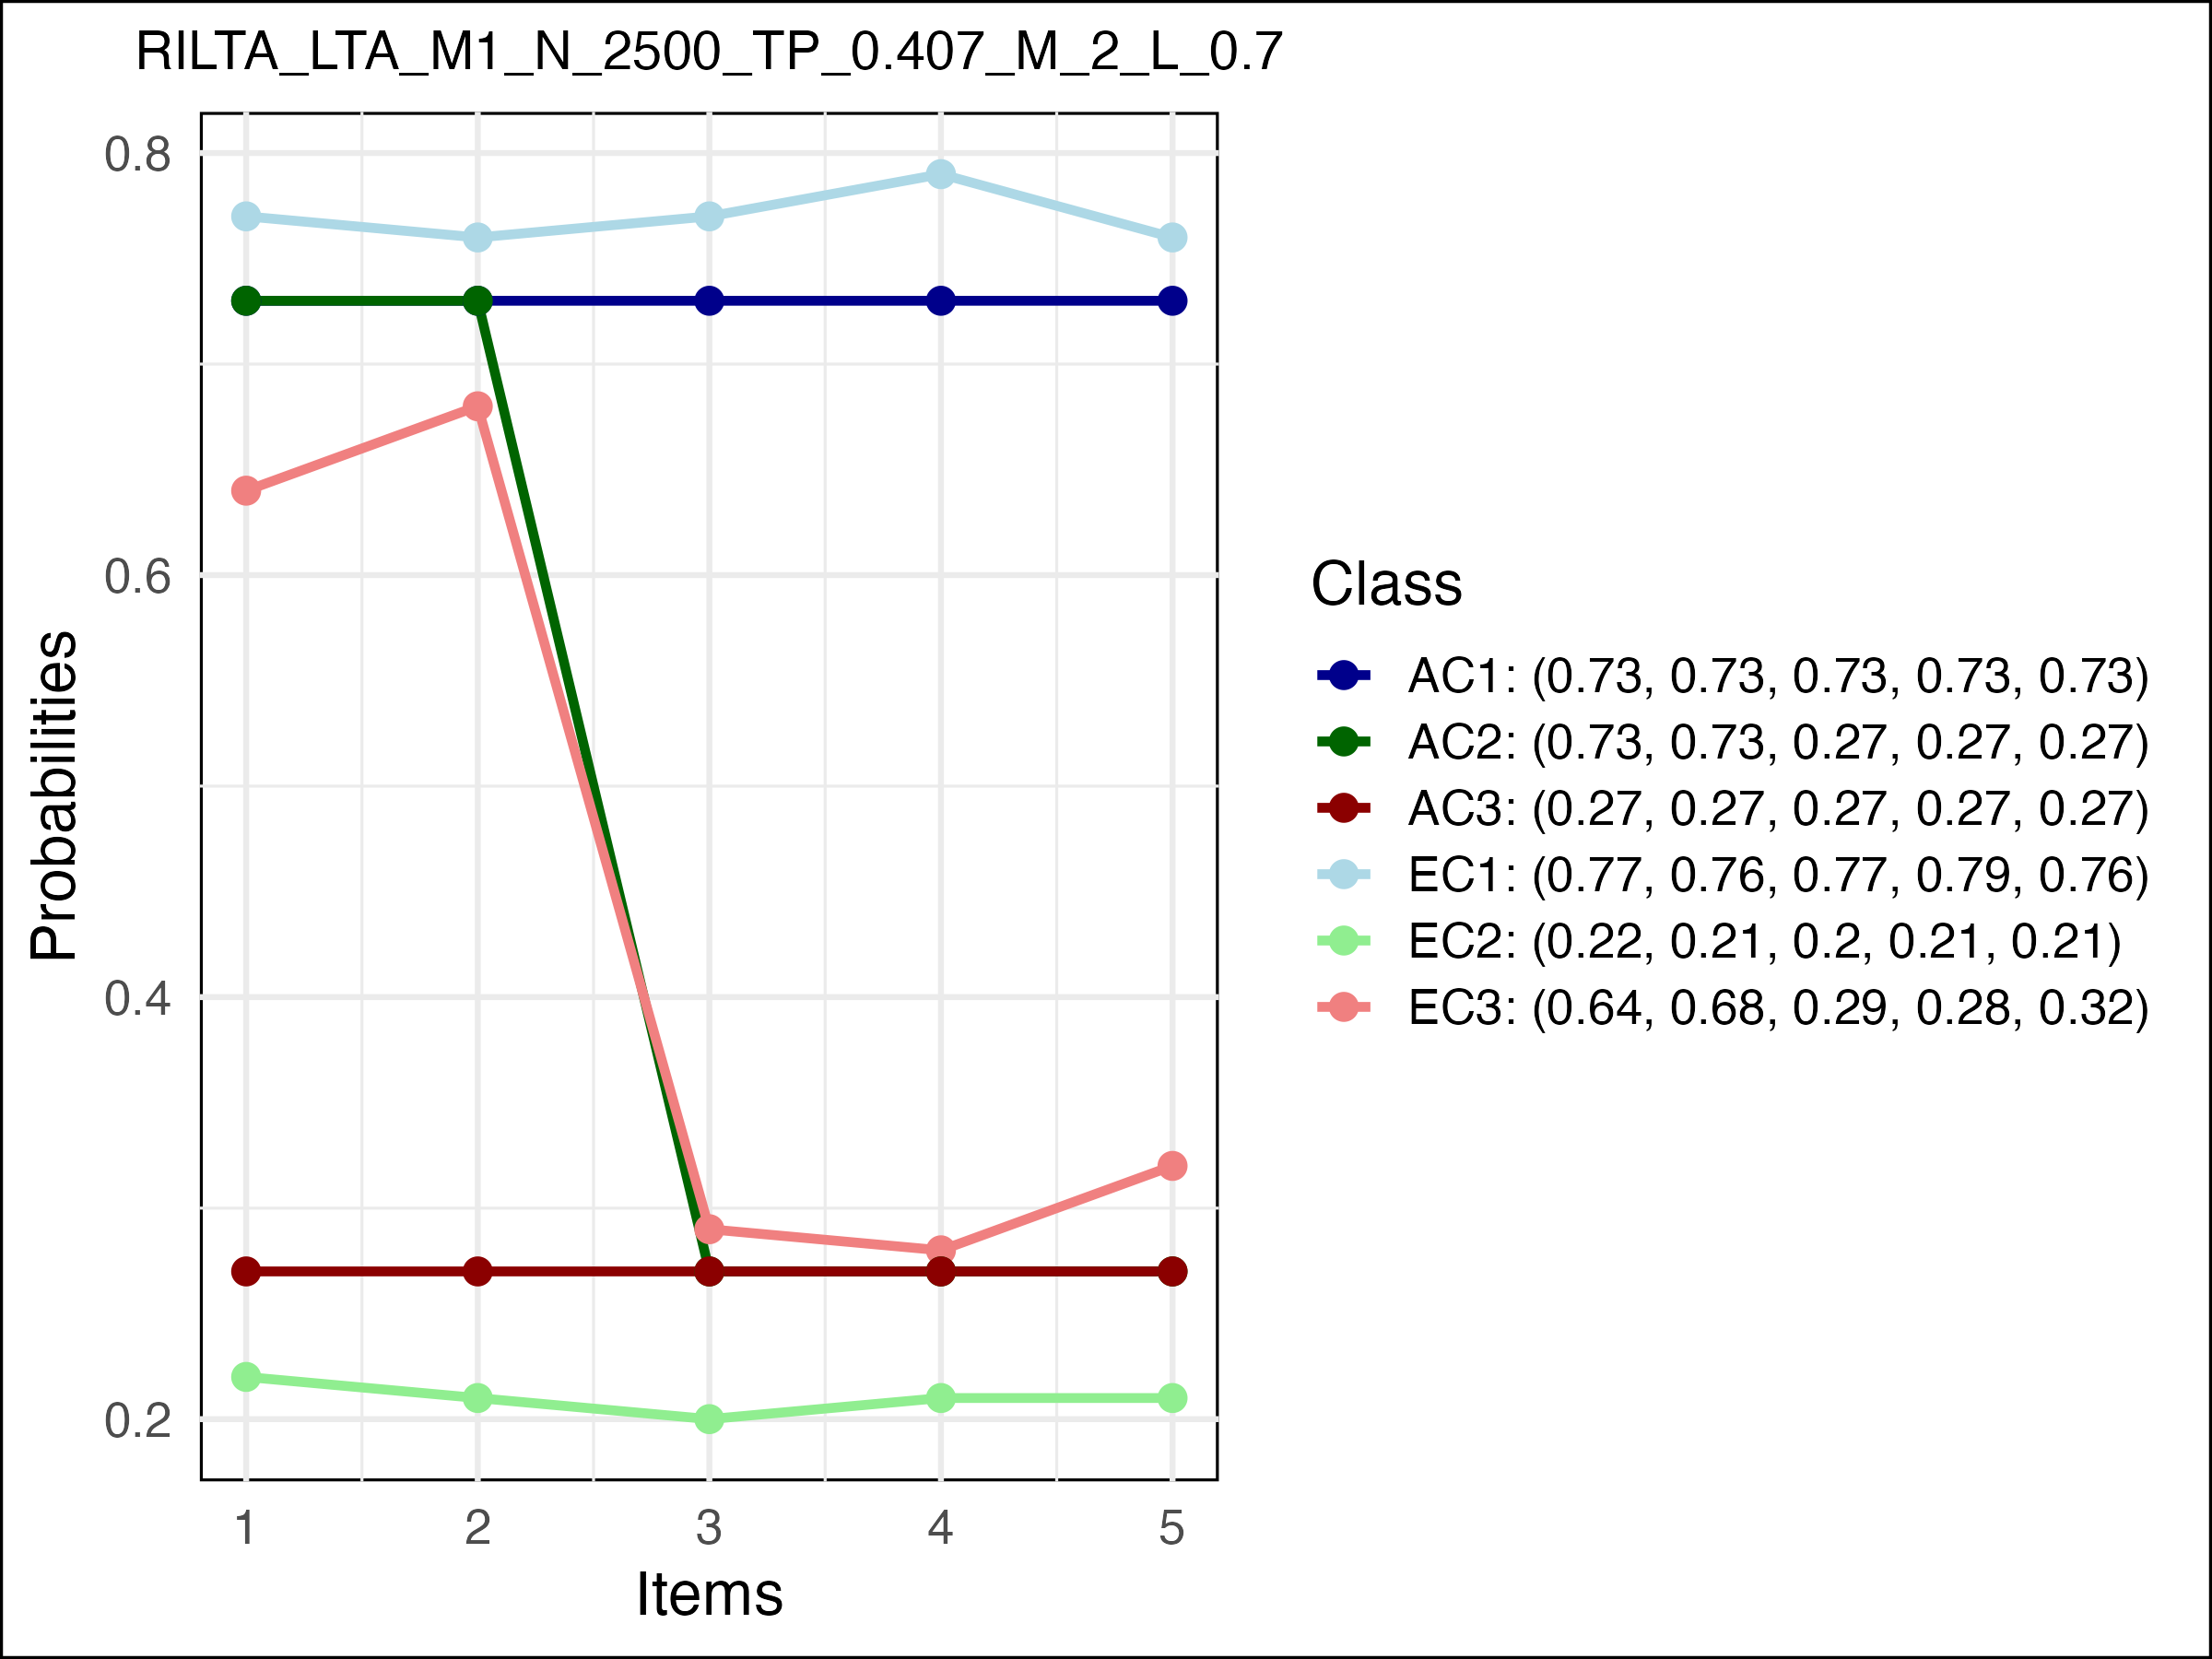 RILTA_LTA_M1_N_2500_TP_0.407_M_2_L_0.7
0.8
0.6
0.4
0.2
Probabilities
1 2 3 4 5
Items
Class
AC1: (0.73, 0.73, 0.73, 0.73, 0.73)
AC2: (0.73, 0.73, 0.27, 0.27, 0.27)
AC3: (0.27, 0.27, 0.27, 0.27, 0.27)
EC1: (0.77, 0.76, 0.77, 0.79, 0.76)
EC2: (0.22, 0.21, 0.2, 0.21, 0.21)
EC3: (0.64, 0.68, 0.29, 0.28, 0.32)